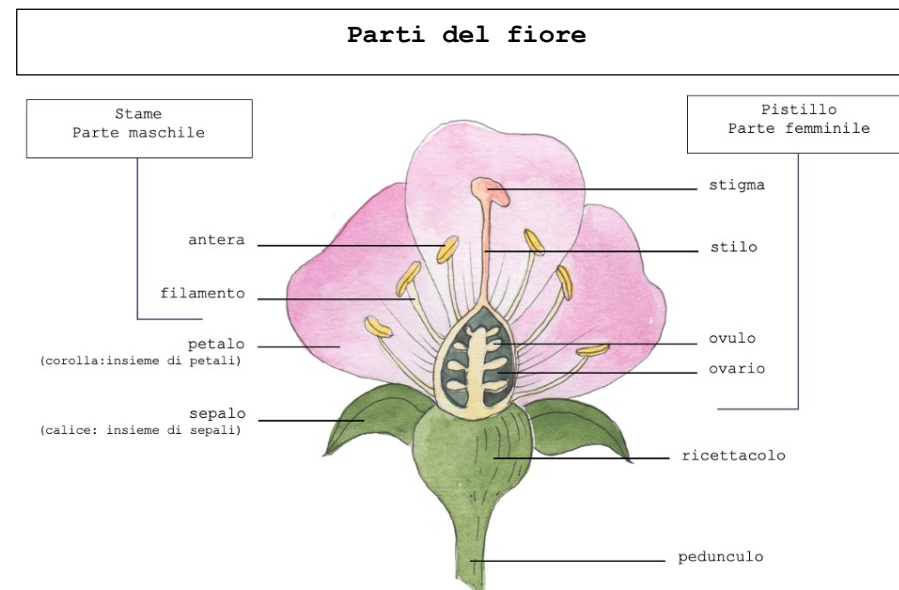 Parti del fiore
Stame
Parte maschile
Pistillo
Parte femminile
antera
filamento
petalo
(corolla:insieme di petali)
sepalo
(calice: insieme di sepali)
stigma
stilo
ovulo
ovario
ricettacolo
pedunculo